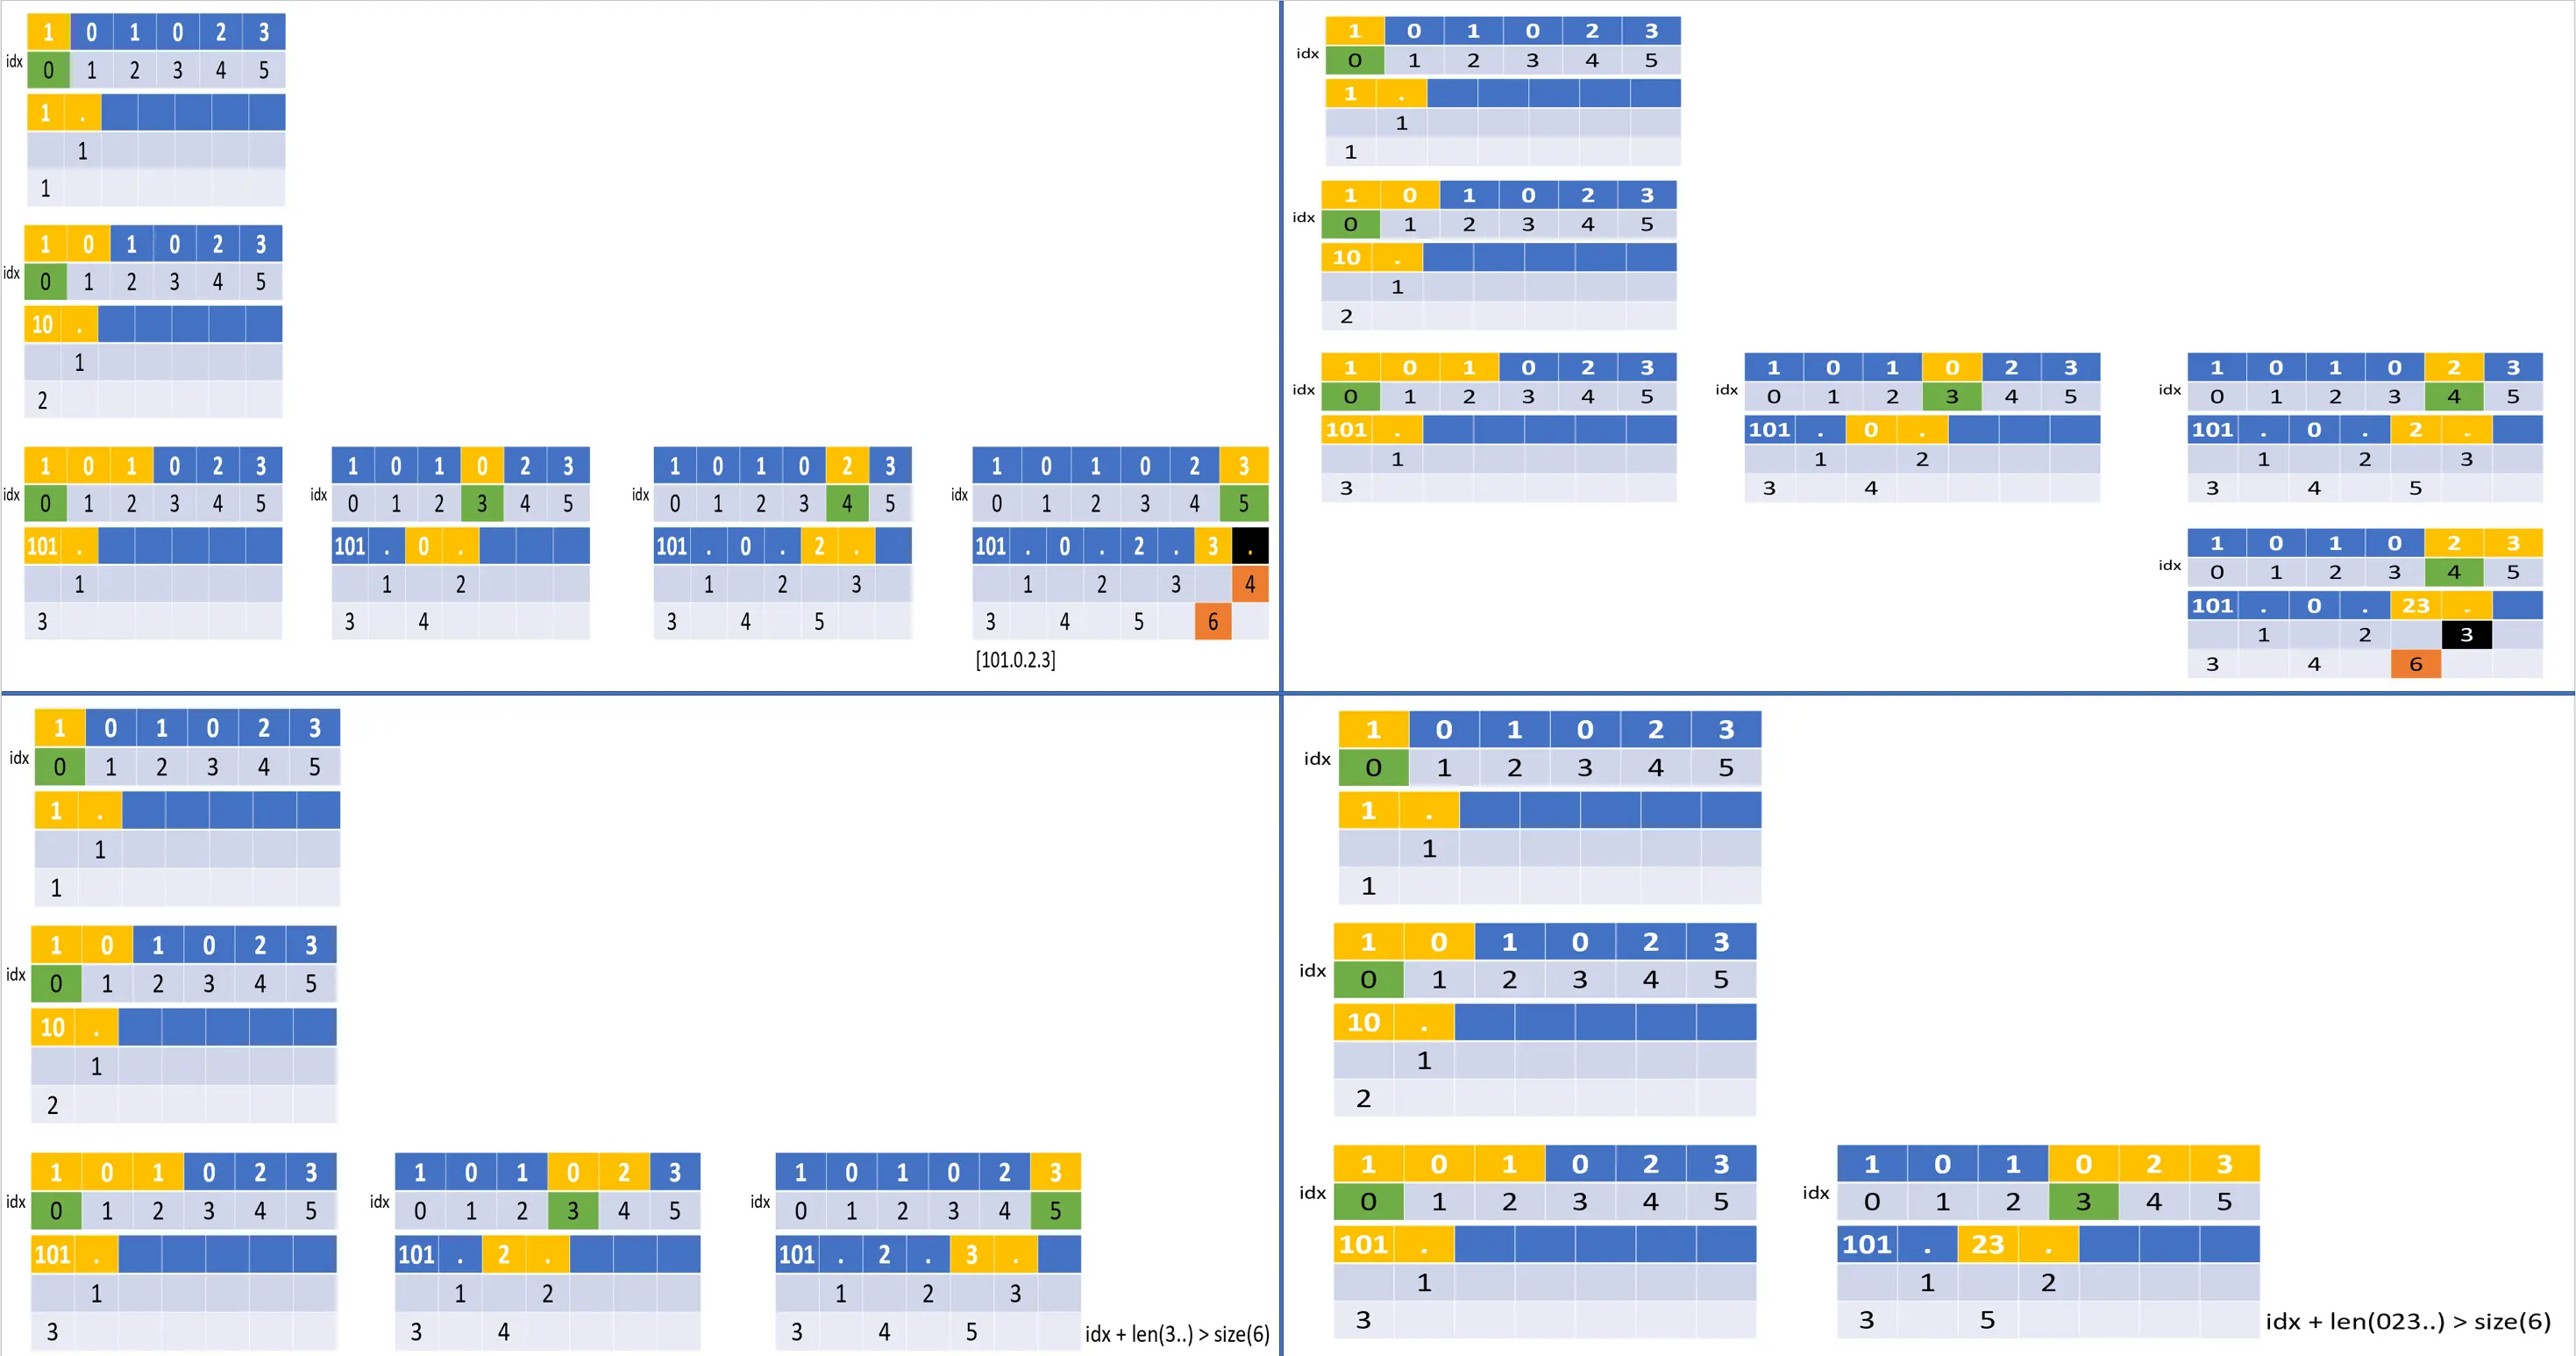 1 0 1 0 2 3
idx 0 1 2 3 4 5
1 .
1
1
1 0 1 0 2 3
idx 0 1 2 3 4 5
10 .
1
2
1 0 1 0 2 3 1 0 1 0 2 3 1 0 1 0 2 3 1 0 1 0 2 3
idx 0 1 2 3 4 5 idx 0 1 2 3 4 5 idx 0 1 2 3 4 5 idx 0 1 2 3 4 5
101 . 101 . 0 . 101 . 0 . 2 . 101 . 0 . 2 . 3 .
1 1 2 1 2 3 1 2 3 4
3 3 4 3 4 5 3 4 5 6
[101.0.2.3]
1 0 1 0 2 3
idx 0 1 2 3 4 5
1 .
1
1
1 0 1 0 2 3
idx 0 1 2 3 4 5
10 .
1
2
1 0 1 0 2 3 1 0 1 0 2 3 1 0 1 0 2 3
idx 0 1 2 3 4 5 idx 0 1 2 3 4 5 idx 0 1 2 3 4 5
101 . 101 . 0 . 101 . 0 . 2 .
1 1 2 1 2 3
3 3 4 3 4 5
1 0 1 0 2 3
idx 0 1 2 3 4 5
101 . 0 . 23 .
1 2 3
3 4 6
1 0 1 0 2 3
idx 0 1 2 3 4 5
1 .
1
1
1 0 1 0 2 3
idx 0 1 2 3 4 5
10 .
1
2
1 0 1 0 2 3 1 0 1 0 2 3 1 0 1 0 2 3
idx 0 1 2 3 4 5 idx 0 1 2 3 4 5 idx 0 1 2 3 4 5
101 . 101 . 2 . 101 . 2 . 3 .
1 1 2 1 2 3
3 3 4 3 4 5 idx + len(3..) > size(6)
1 0 1 0 2 3
idx 0 1 2 3 4 5
1 .
1
1
1 0 1 0 2 3
idx 0 1 2 3 4 5
10 .
1
2
1 0 1 0 2 3 1 0 1 0 2 3
idx 0 1 2 3 4 5 idx 0 1 2 3 4 5
101 . 101 . 23 .
1 1 2
3 3 5 idx + len(023..) > size(6)